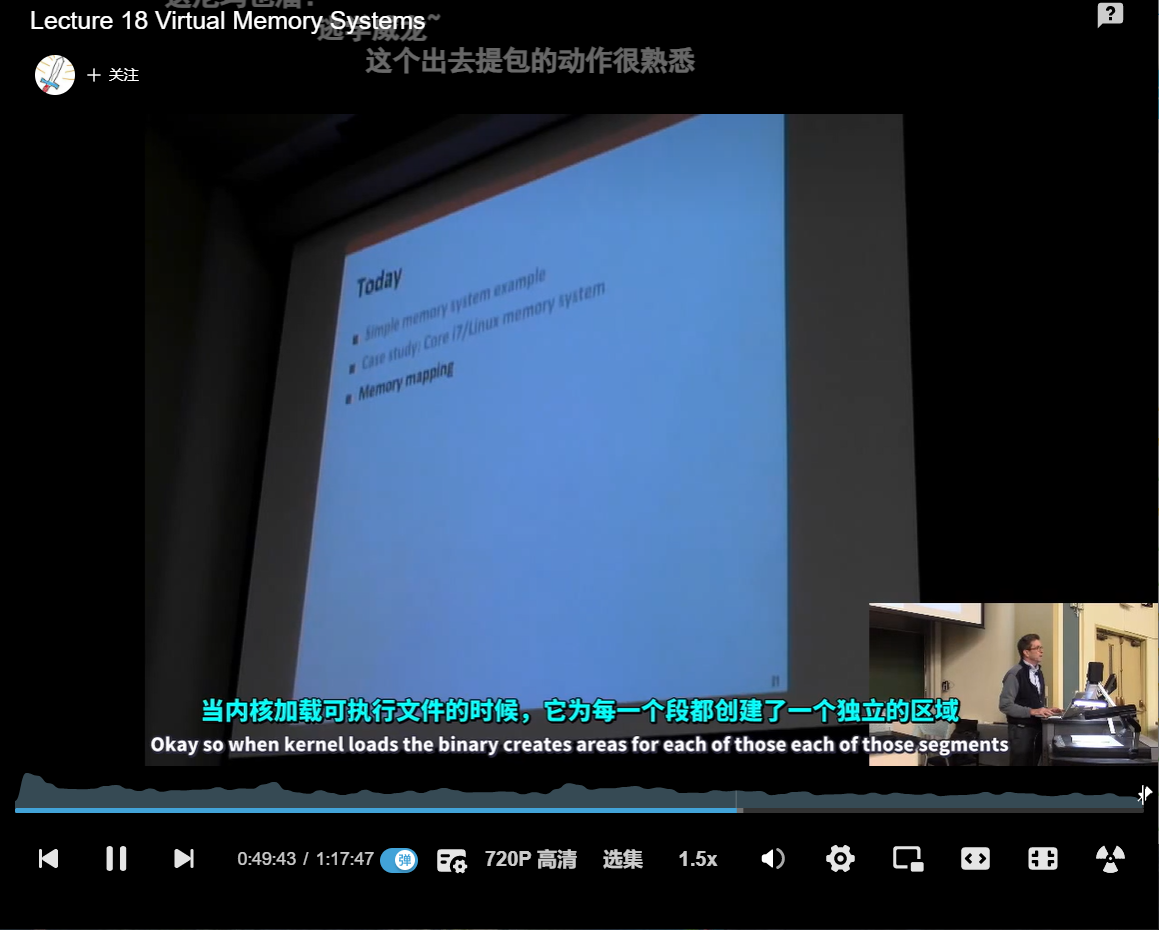 Lecture 18 Virtual Memory Systems
这个出去提包的动作很熟悉
关注
Today
Simple memory system example
Case study: Core i7/Linux memory system
Memory mapping
当内核加载可执行文件的时候，它为每一个段都创建了一个独立的区域
Okay so when kernel loads the binary creates areas for each of those each of those segments
0:49:43 / 1:17:47
弹
720P 高清
选集
1.5x